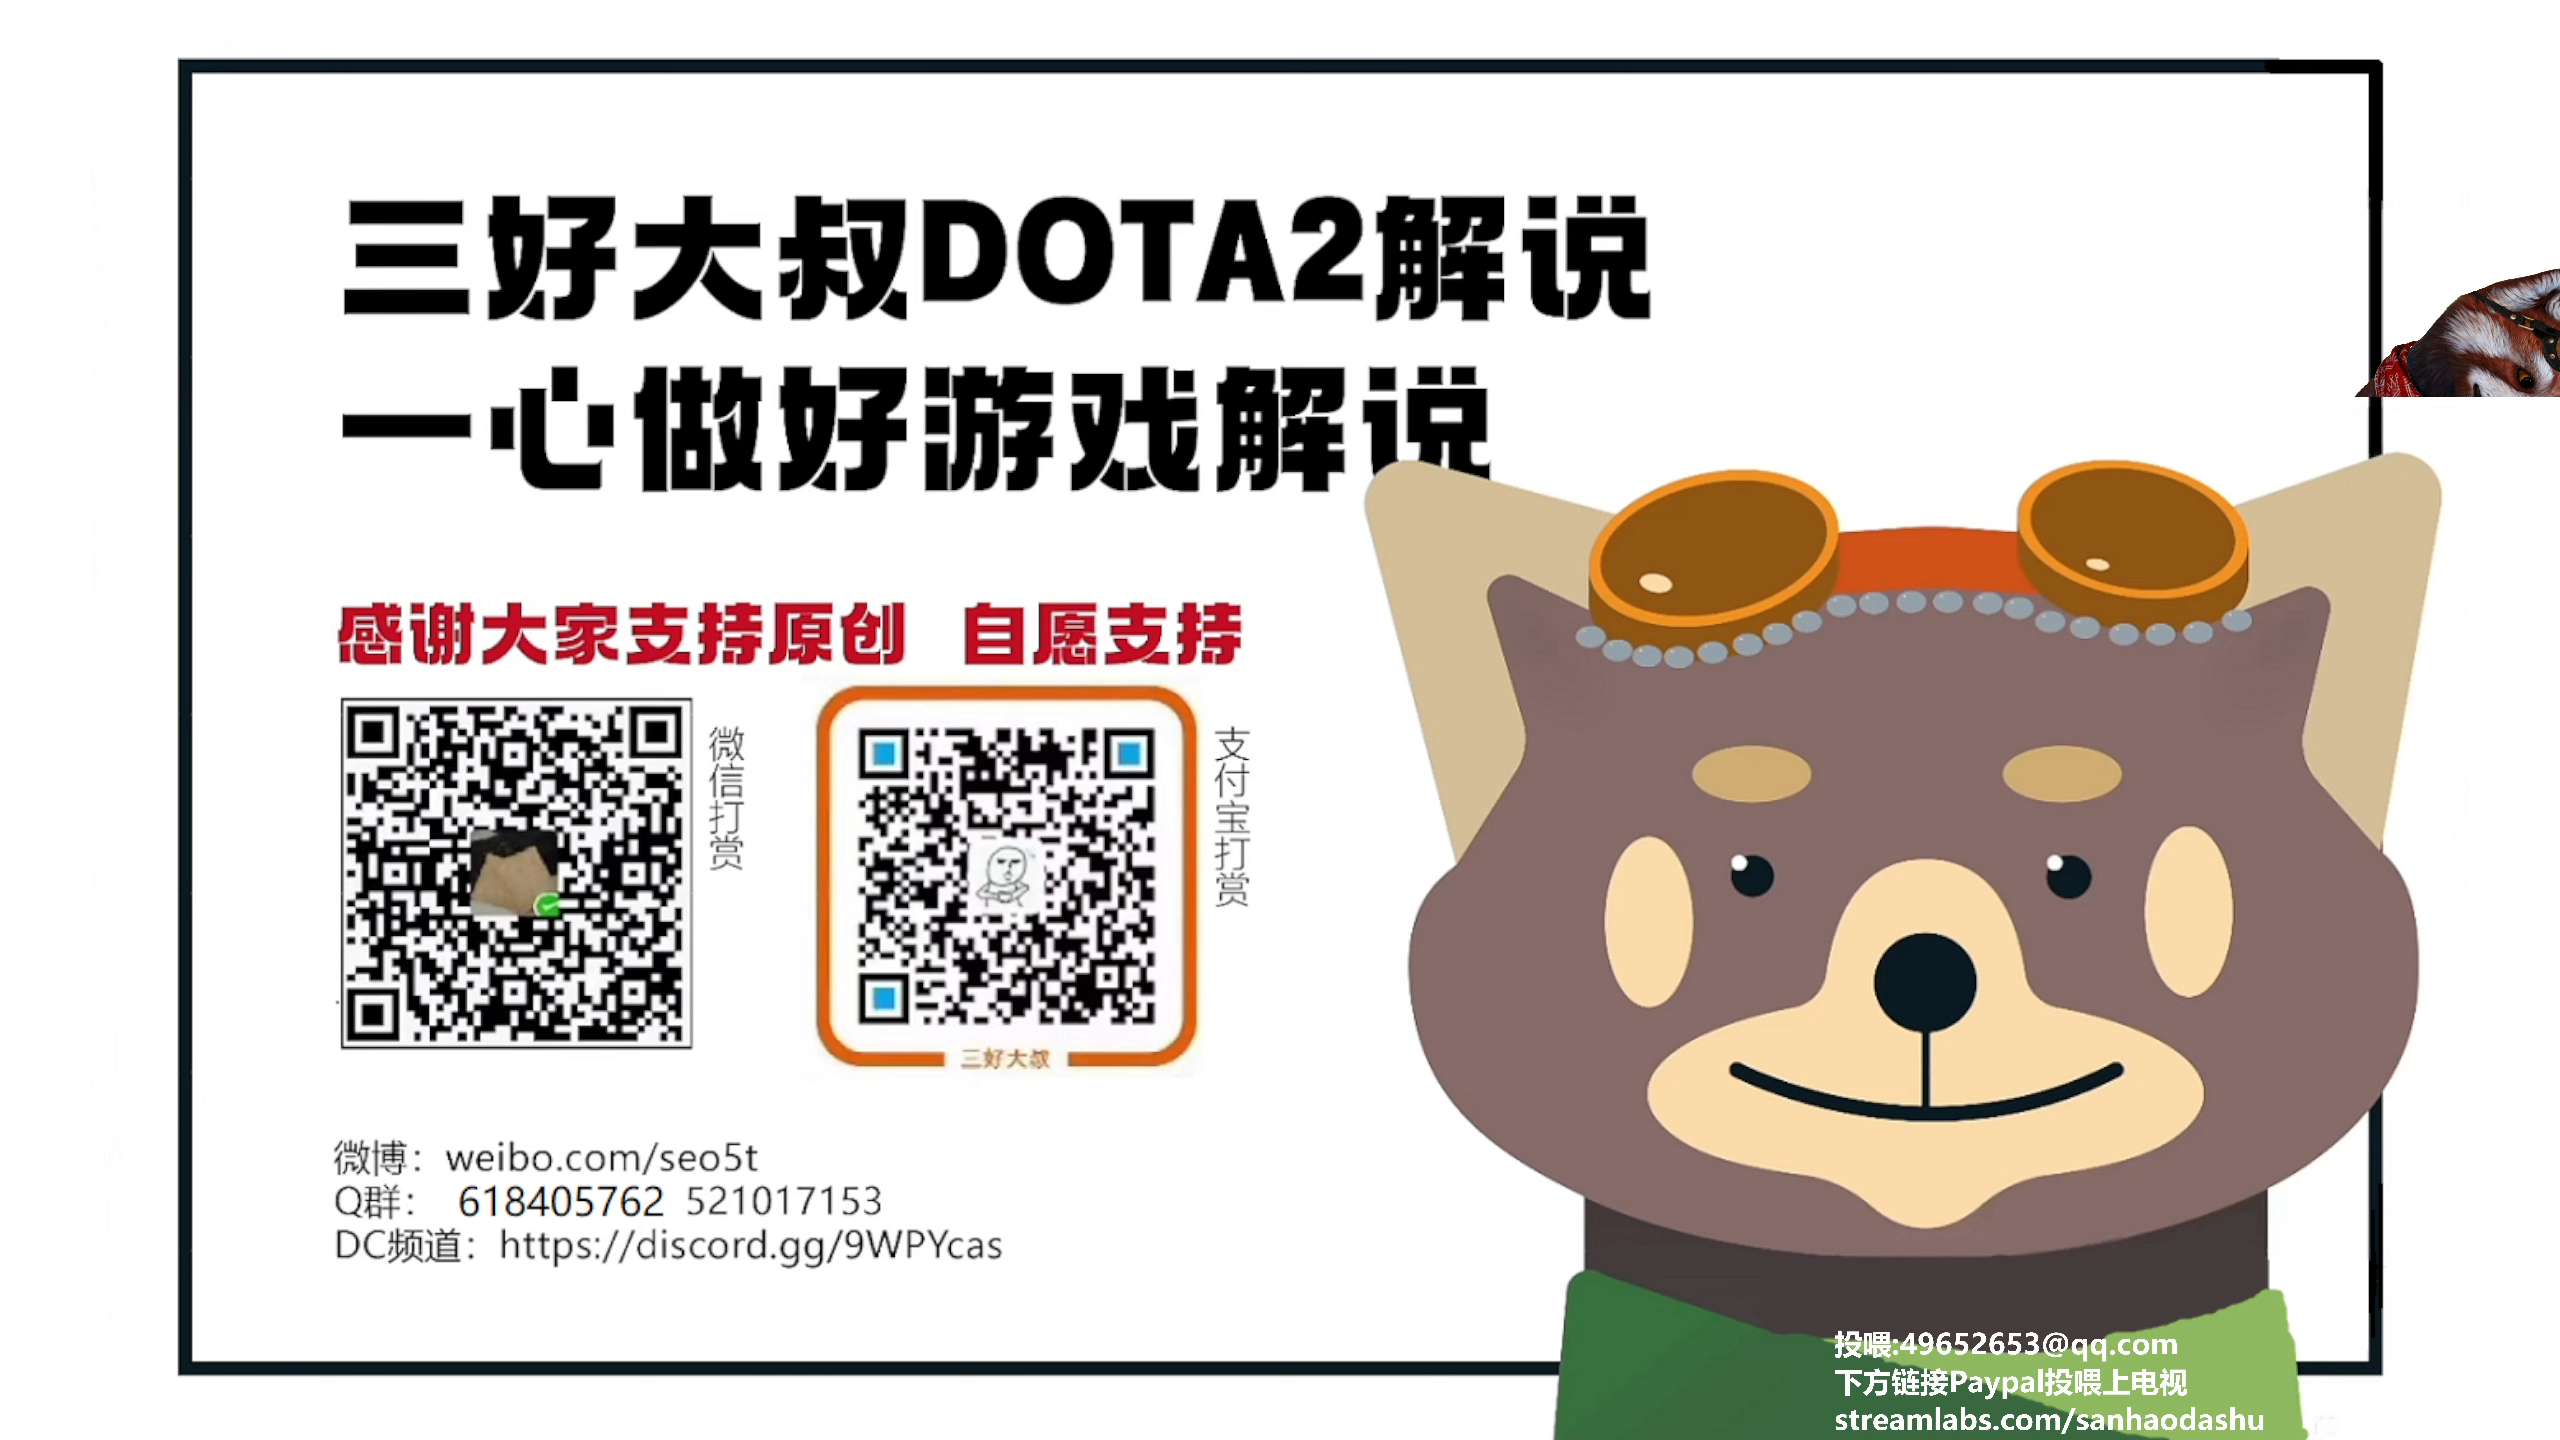 三好大叔DOTA2解说
一心做好游戏解说
感谢大家支持原创 自愿支持
微信打赏
支付宝打赏
三好大叔
微博：weibo.com/seo5t
Q群： 618405762 521017153
DC频道：https://discord.gg/9WPYcas
投喂:49652653@qq.com
下方链接Paypal投喂上电视
streamlabs.com/sanhaodashu